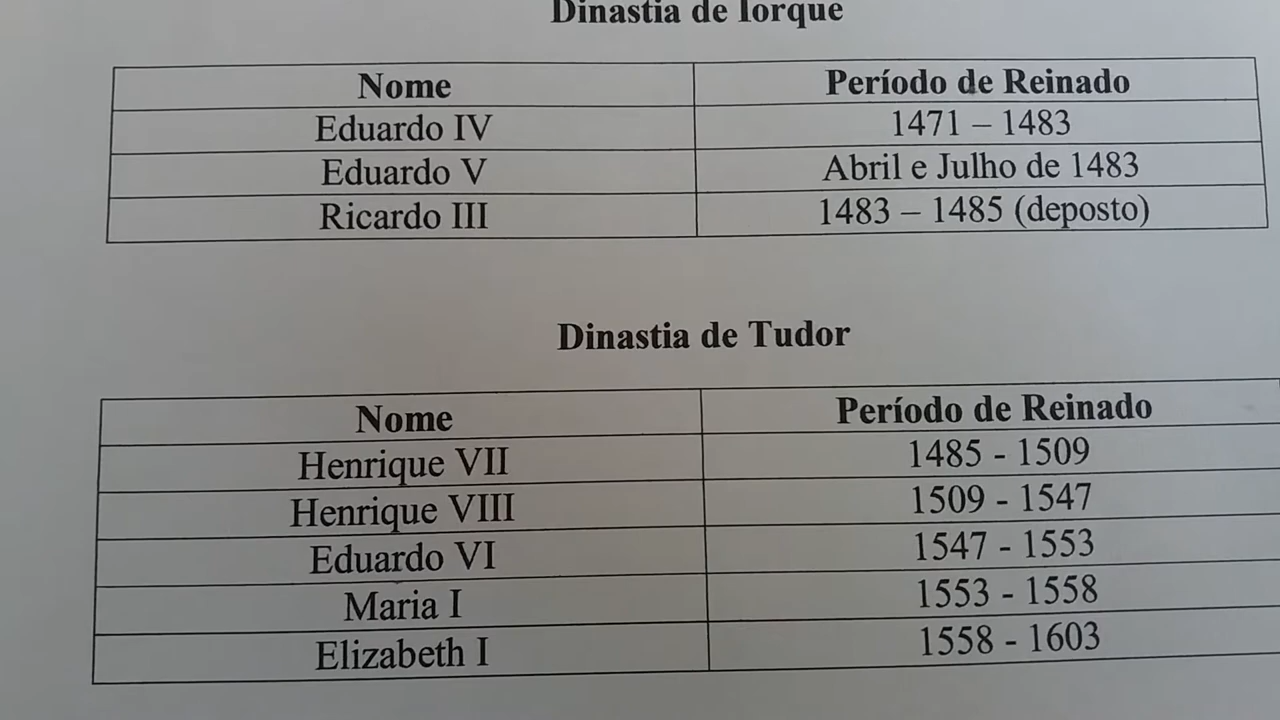 Dinastia de Iorque
Nome Período de Reinado
Eduardo IV 1471 – 1483
Eduardo V Abril e Julho de 1483
Ricardo III 1483 – 1485 (deposto)
Dinastia de Tudor
Nome Período de Reinado
Henrique VII 1485 - 1509
Henrique VIII 1509 - 1547
Eduardo VI 1547 - 1553
Maria I 1553 - 1558
Elizabeth I 1558 - 1603